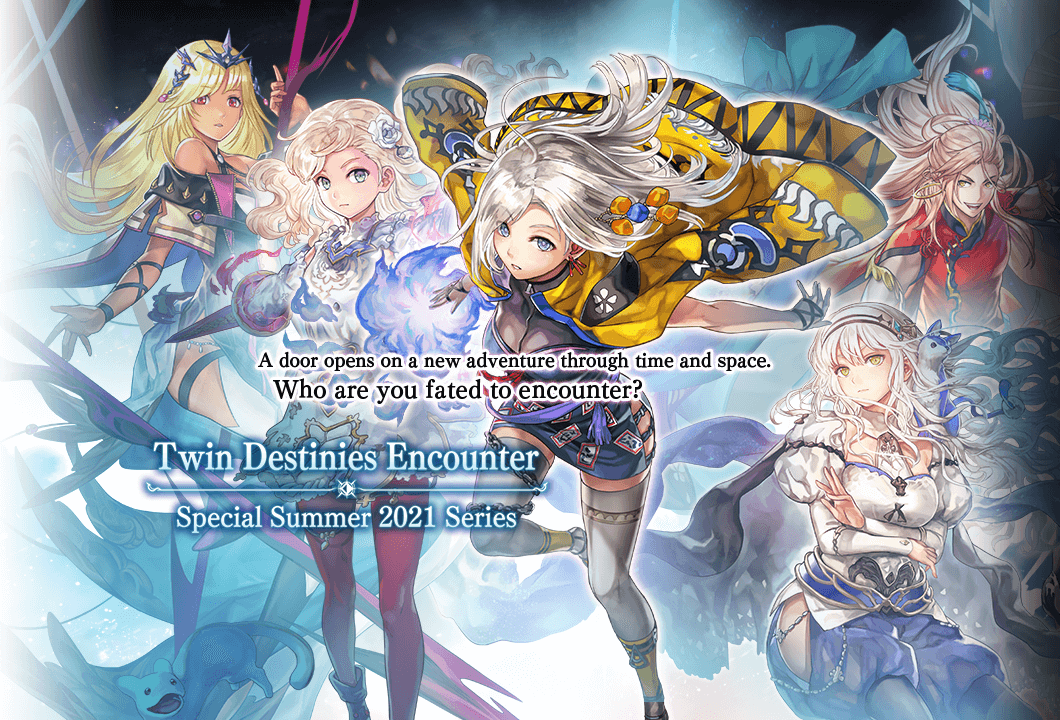 A door opens on a new adventure through time and space.
Who are you fated to encounter?
Twin Destinies Encounter
Special Summer 2021 Series